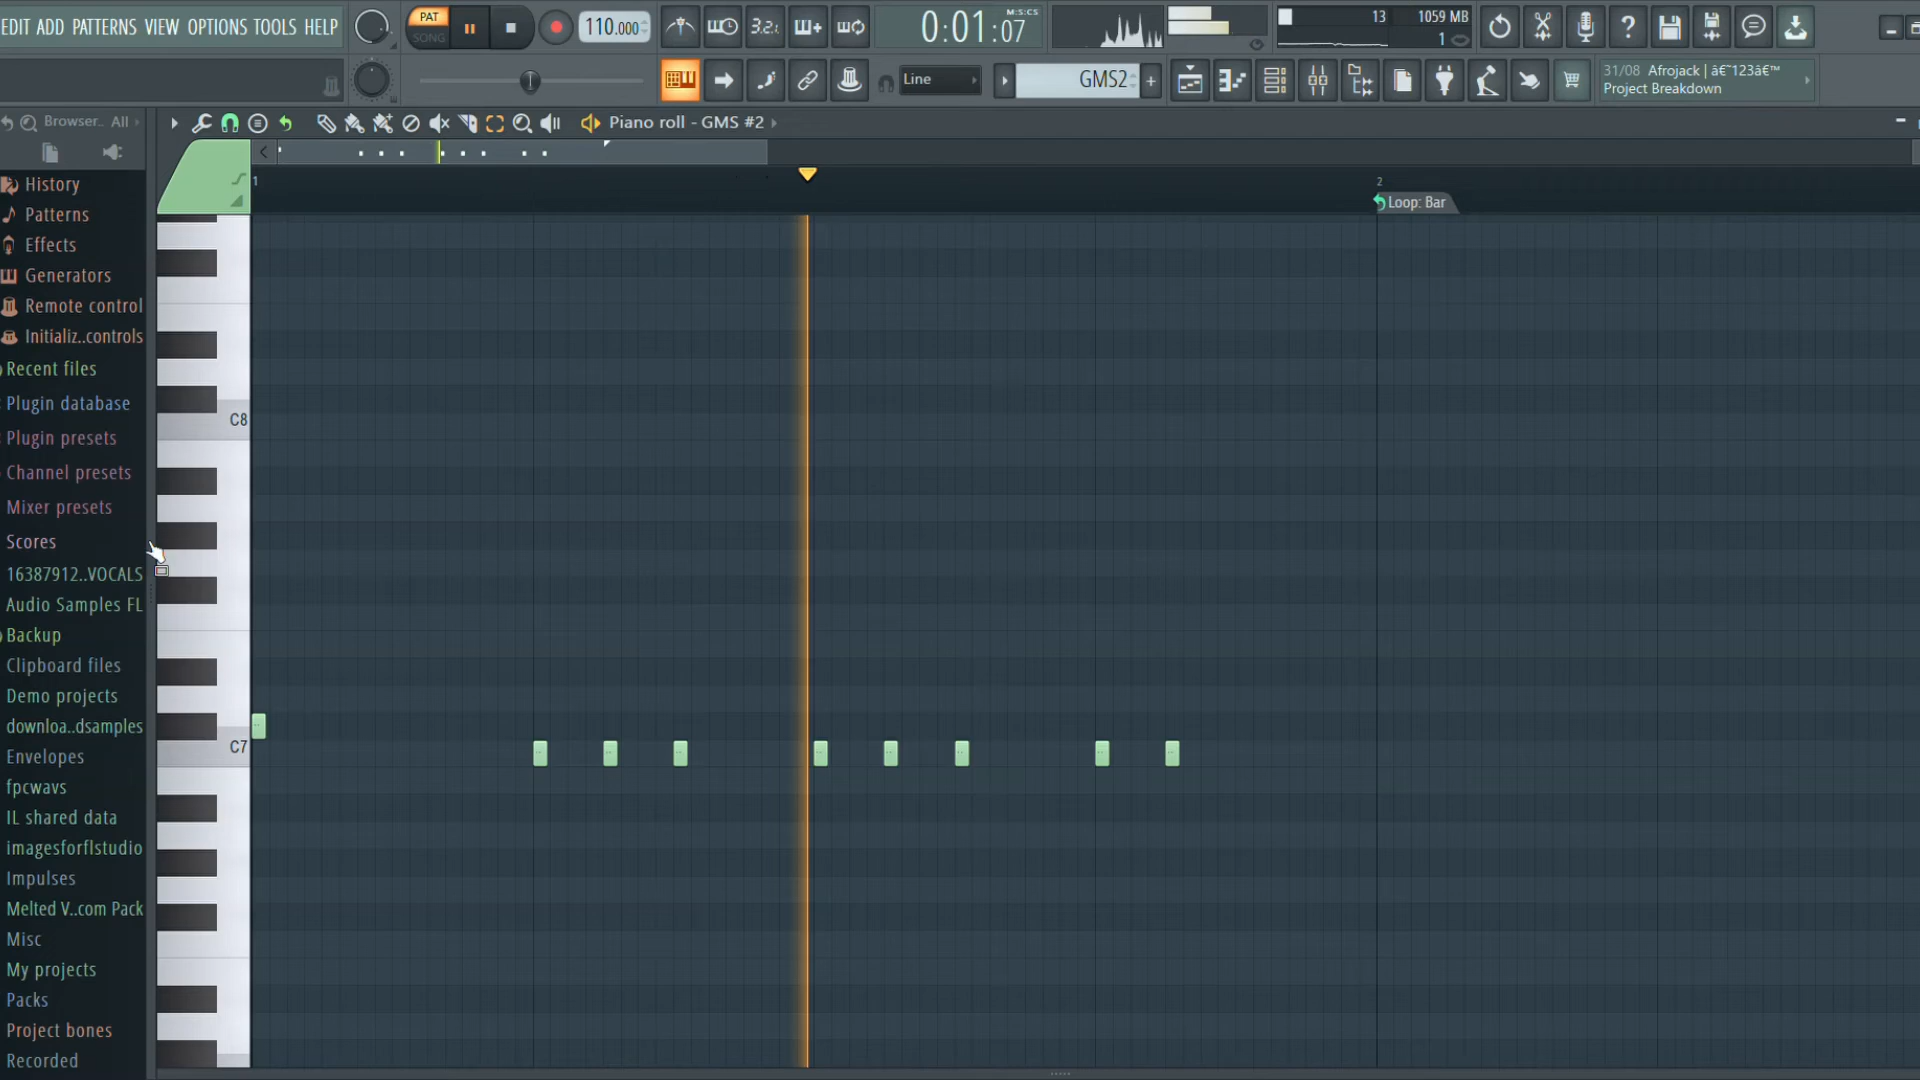 EDIT ADD PATTERNS VIEW OPTIONS TOOLS HELP
PAT
SONG
110.000
3.2.
0:01:07
M:S:CS
13
1059 MB
1
Line
GMS2
31/08 Afrojack | â€˜123â€™
Project Breakdown
Browser.. All
Piano roll - GMS #2
1
2
Loop: Bar
History
Patterns
Effects
Generators
Remote control
Initializ..controls
Recent files
Plugin database
Plugin presets
Channel presets
Mixer presets
Scores
16387912..VOCALS
Audio Samples FL
Backup
Clipboard files
Demo projects
downloa..dsamples
Envelopes
fpcwavs
IL shared data
imagesforflstudio
Impulses
Melted V..com Pack
Misc
My projects
Packs
Project bones
Recorded
C8
C7